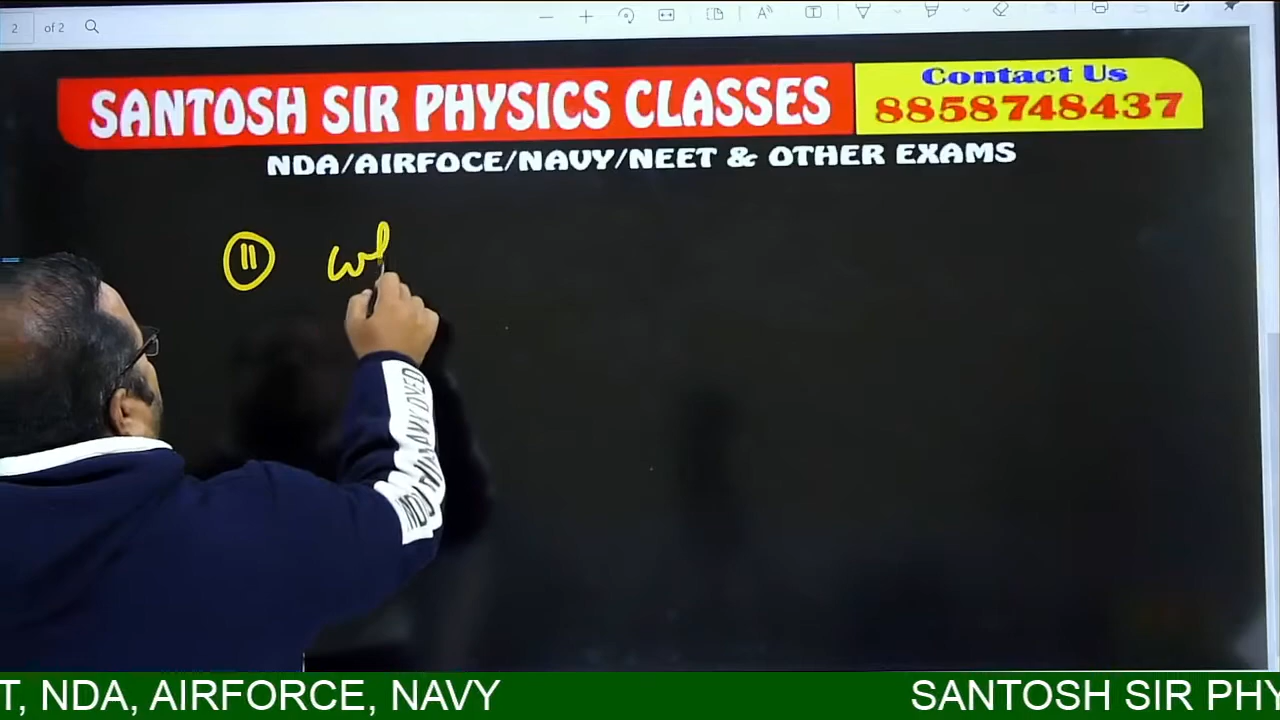 2 of 2
SANTOSH SIR PHYSICS CLASSES
Contact Us
8858748437
NDA/AIRFOCE/NAVY/NEET & OTHER EXAMS
11
T, NDA, AIRFORCE, NAVY SANTOSH SIR PHY